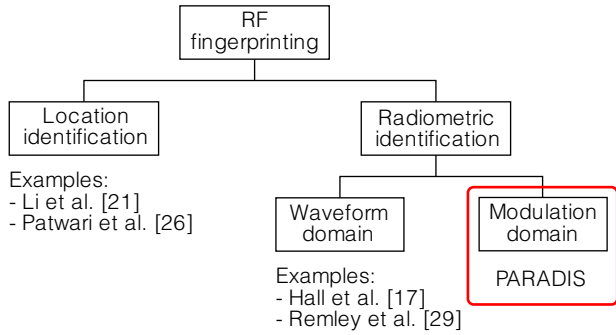 RF
fingerprinting
Location
identification
Radiometric
identification
Examples:
- Li et al. [21]
- Patwari et al. [26]
Waveform
domain
Modulation
domain
Examples:
- Hall et al. [17]
- Remley et al. [29]
PARADIS